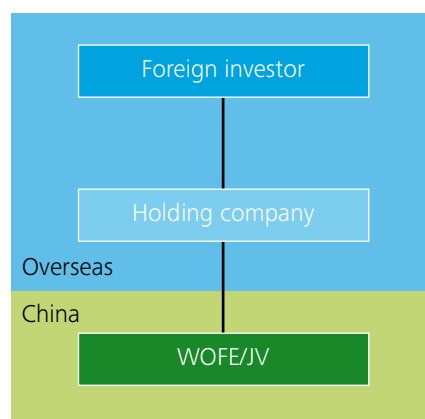 Foreign investor
Holding company
Overseas
China
WOFE/JV